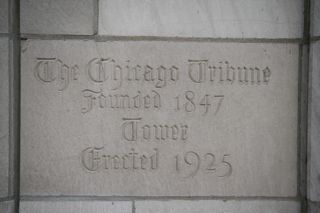 The Chicago Tribune
Founded 1847
Tower
Erected 1925